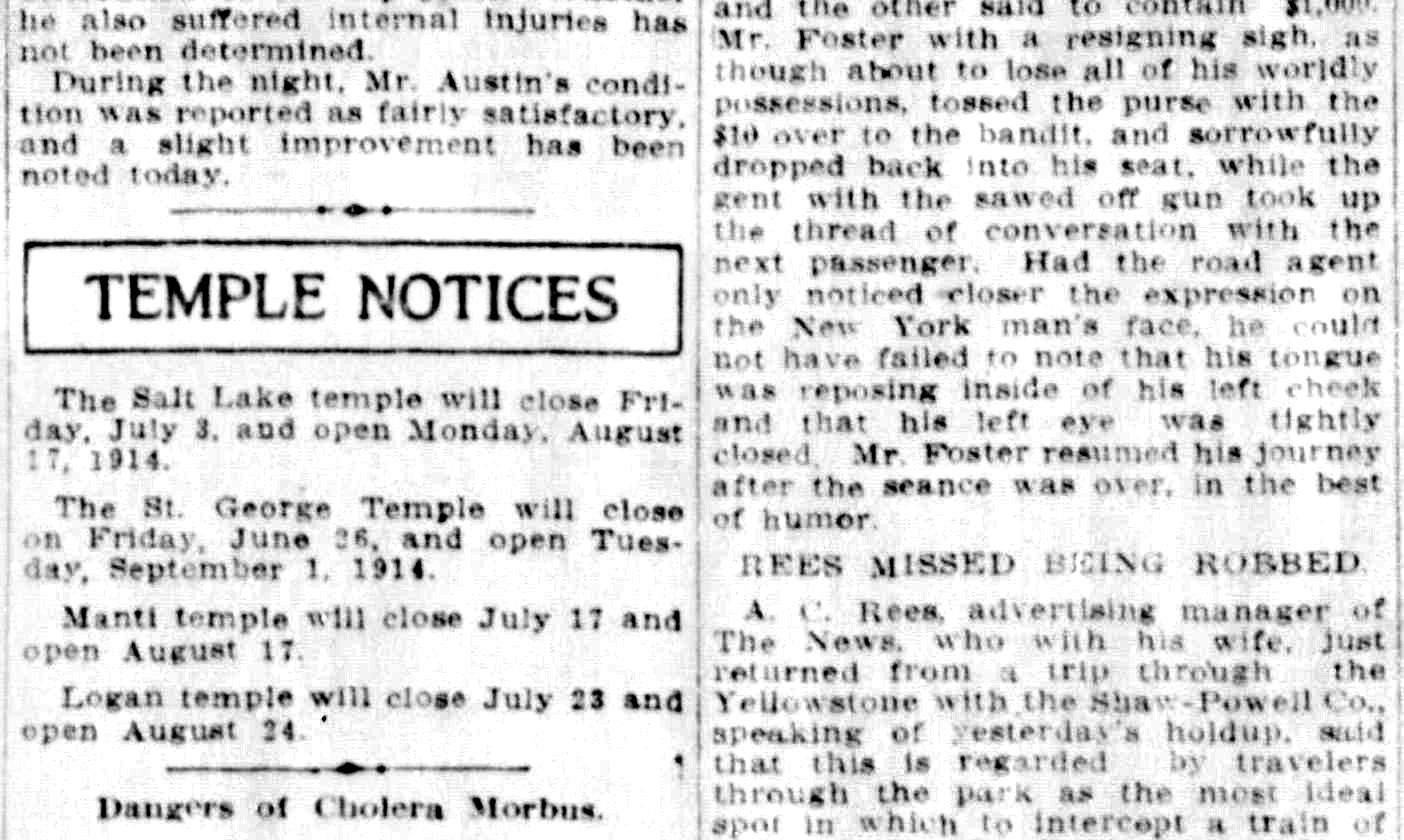 he also suffered internal injuries has
not been determined.
During the night, Mr. Austin's condi-
tion was reported as fairly satisfactory,
and a slight improvement has been
noted today.
TEMPLE NOTICES
The Salt Lake temple will close Fri-
day, July 3, and open Monday, August
17, 1914.
The St. George Temple will close
on Friday, June 26, and open Tues-
day, September 1, 1914.
Manti temple will close July 17 and
open August 17.
Logan temple will close July 23 and
open August 24.
Dangers of Cholera Morbus.
and the other said to contain $1,000.
Mr. Foster with a resigning sigh, as
though about to lose all of his worldly
possessions, tossed the purse with the
$10 over to the bandit, and sorrowfully
dropped back into his seat, while the
gent with the sawed off gun took up
the thread of conversation with the
next passenger. Had the road agent
only noticed closer the expression on
the New York man's face, he could
not have failed to note that his tongue
was reposing inside of his left cheek
and that his left eye was tightly
closed. Mr. Foster resumed his journey
after the seance was over, in the best
of humor.
REES MISSED BEING ROBBED.
A. C. Rees, advertising manager of
The News, who with his wife, just
returned from a trip through the
Yellowstone with the Shaw-Powell Co.,
speaking of yesterday's holdup, said
that this is regarded by travelers
through the park as the most ideal
spot in which to intercept a train of